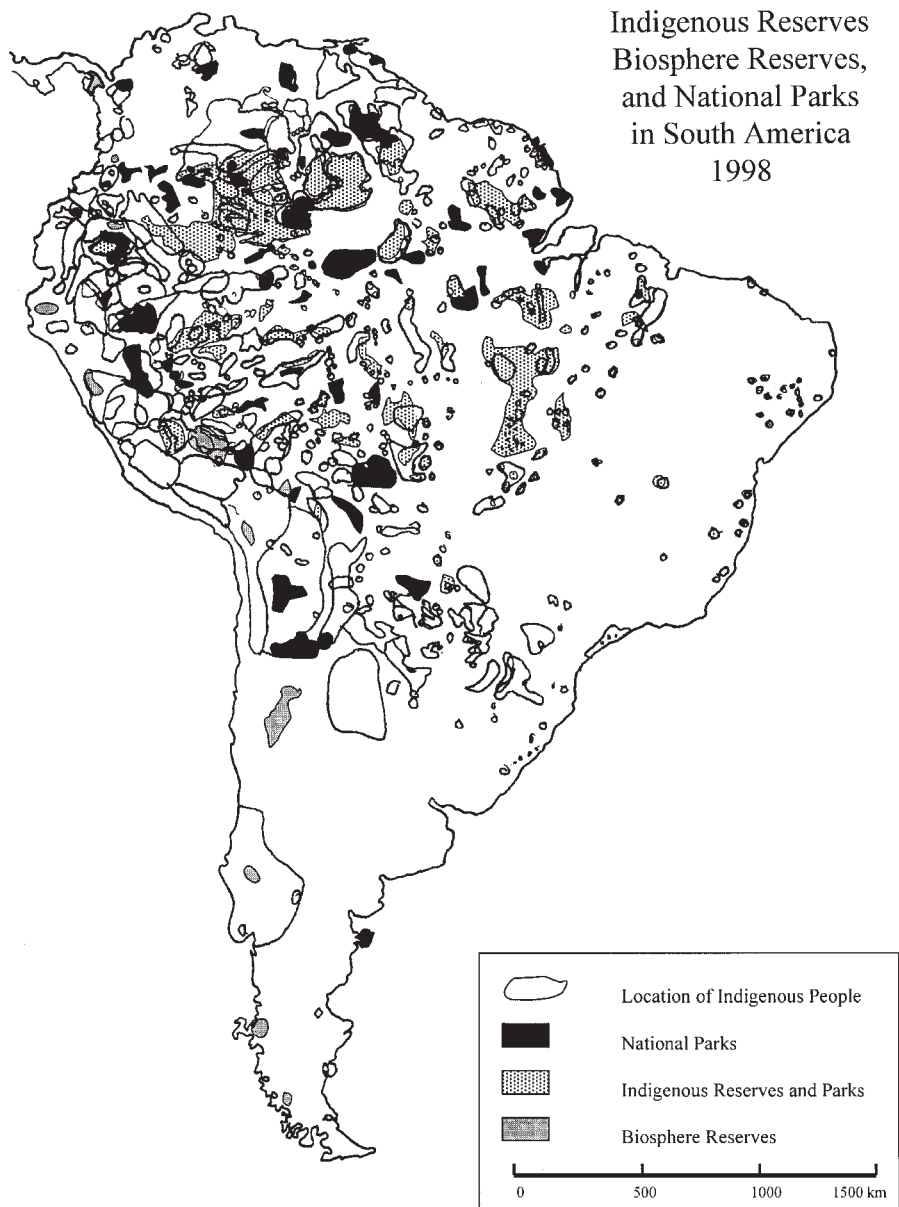 Indigenous Reserves
Biosphere Reserves,
and National Parks
in South America
1998
Location of Indigenous People
National Parks
Indigenous Reserves and Parks
Biosphere Reserves
0 500 1000 1500 km